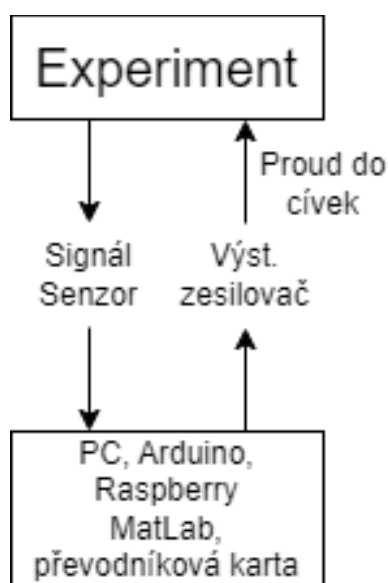 Experiment
Proud do
cívek
Signál
Senzor
Výst.
zesilovač
PC, Arduino,
Raspberry
MatLab,
převodníková karta